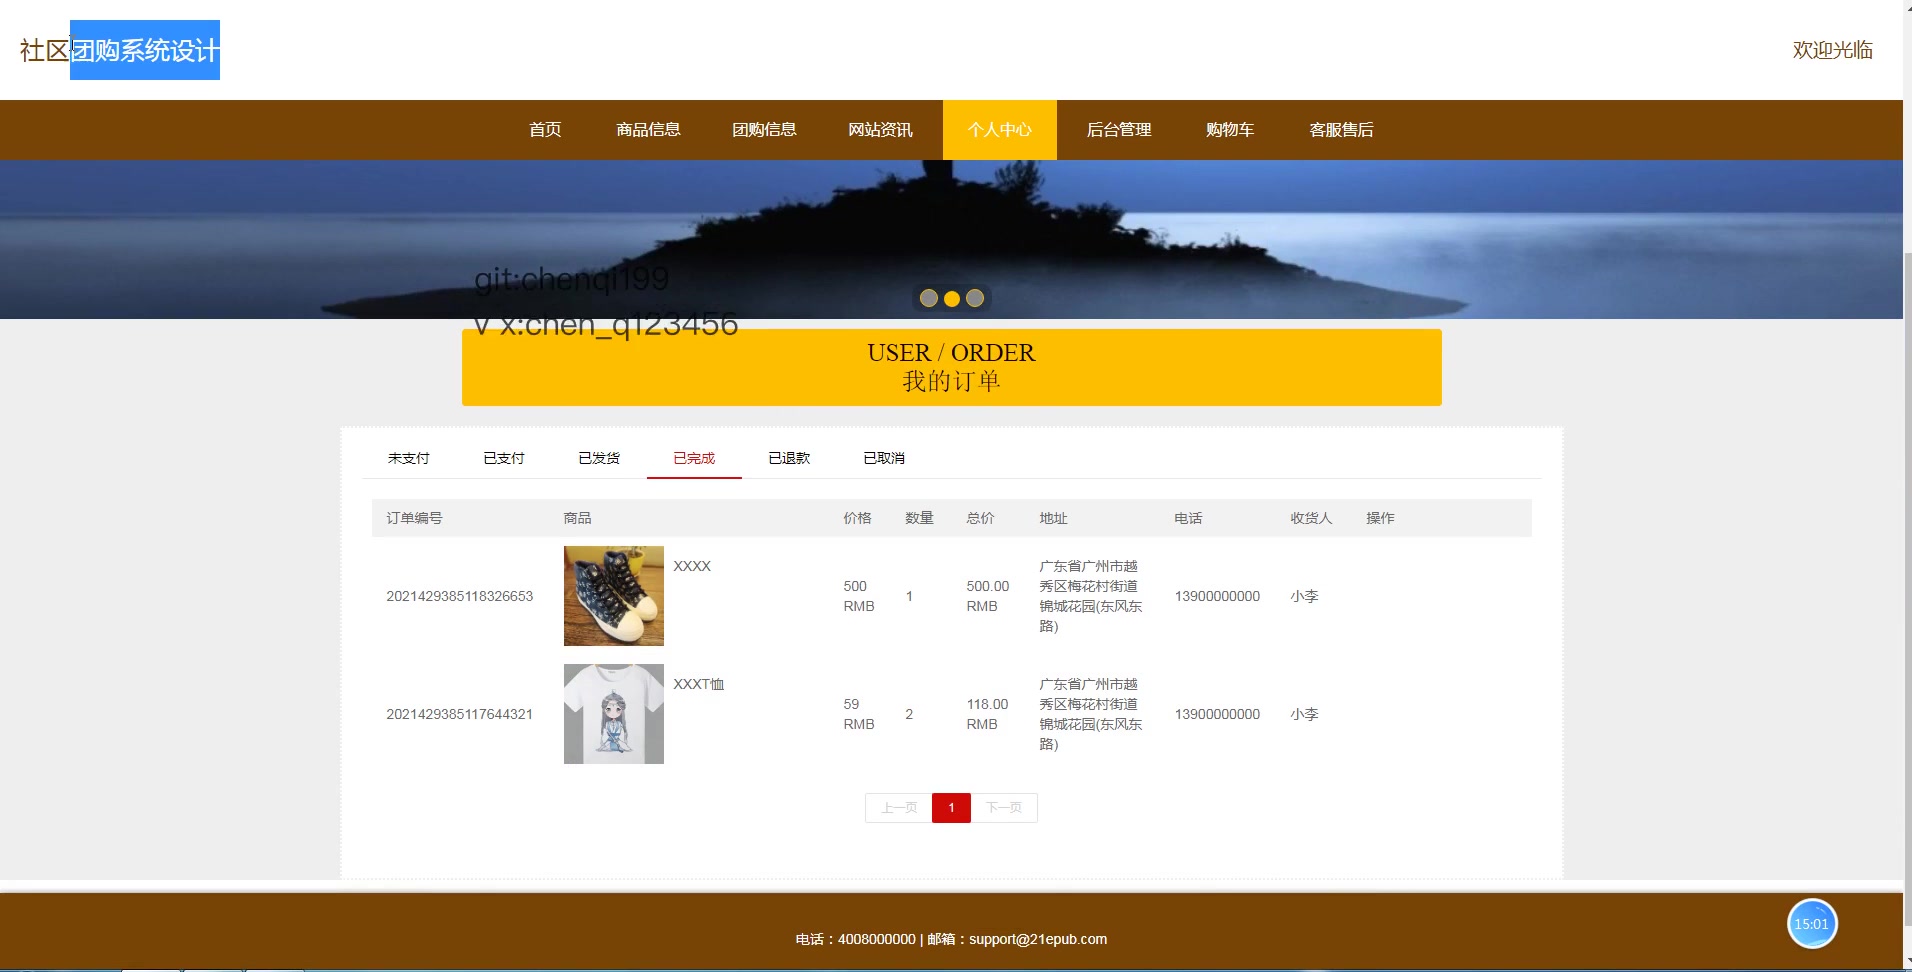 社区团购系统设计
欢迎光临
首页 商品信息 团购信息 网站资讯 个人中心 后台管理 购物车 客服售后
git:chenqi199
v x:chen_q123456
USER / ORDER
我的订单
未支付 已支付 已发货 已完成 已退款 已取消
订单编号 商品 价格 数量 总价 地址 电话 收货人 操作
2021429385118326653 XXXX 500 RMB 1 500.00 RMB 广东省广州市越秀区梅花村街道锦城花园(东风东路) 13900000000 小李
2021429385117644321 XXXT恤 59 RMB 2 118.00 RMB 广东省广州市越秀区梅花村街道锦城花园(东风东路) 13900000000 小李
上一页 1 下一页
电话：4008000000 | 邮箱：support@21epub.com
15:01